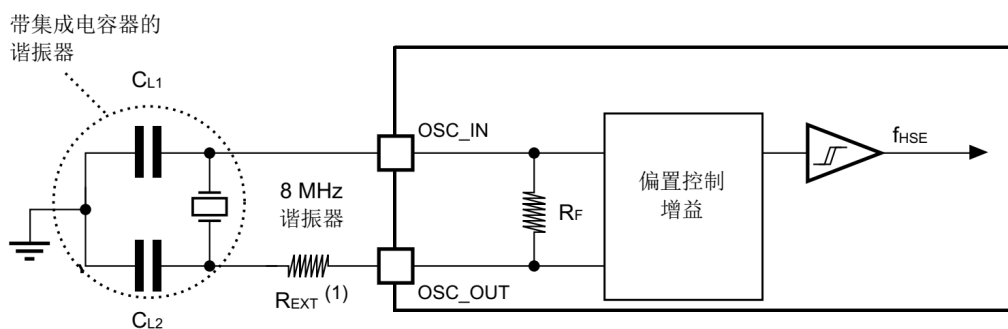 带集成电容器的
谐振器
CL1
OSC_IN
fHSE
8 MHz
谐振器
RF
偏置控制
增益
REXT (1)
OSC_OUT
CL2